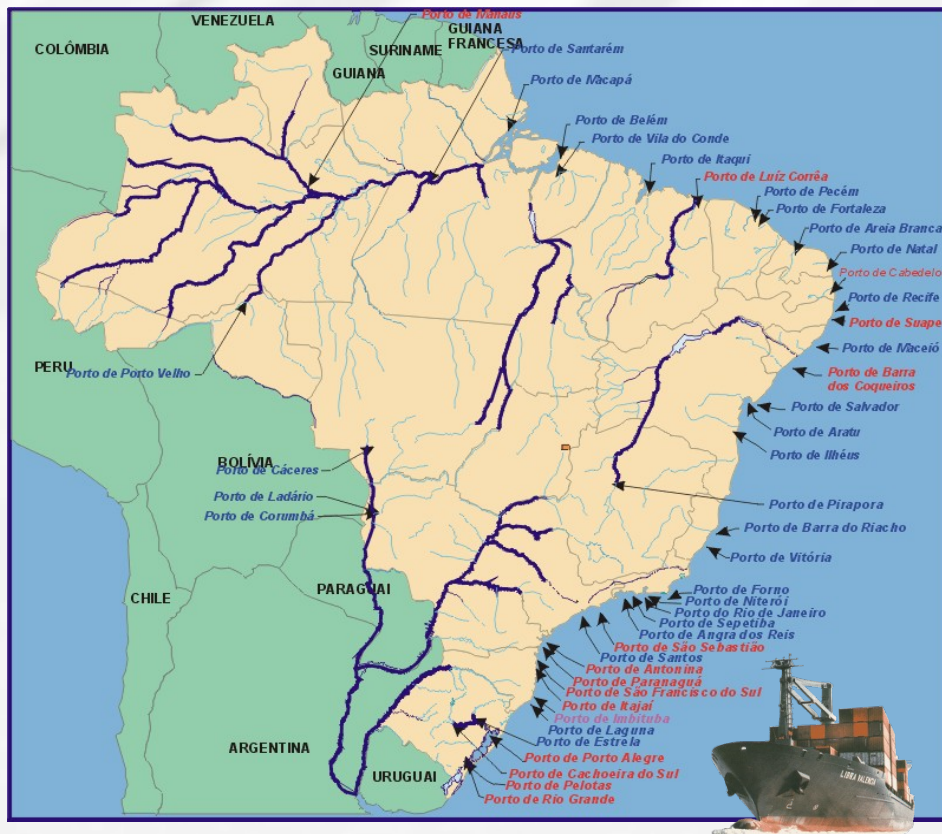 VENEZUELA
Porto de Manaus
COLÔMBIA
GUIANA
FRANCESA
SURINAME
Porto de Santarém
GUIANA
Porto de Macapá
Porto de Belém
Porto de Vila do Conde
Porto de Itaqui
Porto de Luíz Corrêa
Porto de Pecém
Porto de Fortaleza
Porto de Areia Branca
Porto de Natal
Porto de Cabedelo
Porto de Recife
Porto de Suape
PERU
Porto de Porto Velho
Porto de Maceió
Porto de Barra
dos Coqueiros
Porto de Salvador
Porto de Aratu
Porto de Ilhéus
BOLÍVIA
Porto de Cáceres
Porto de Ladário
Porto de Corumbá
Porto de Pirapora
Porto de Barra do Riacho
Porto de Vitória
CHILE
PARAGUAI
Porto de Forno
Porto de Niterói
Porto do Rio de Janeiro
Porto de Sepetiba
Porto de Angra dos Reis
Porto de São Sebastião
Porto de Santos
Porto de Antonina
Porto de Paranaguá
Porto de São Francisco do Sul
Porto de Itajaí
Porto de Imbituba
Porto de Laguna
Porto de Estrela
ARGENTINA
Porto de Porto Alegre
URUGUAI
Porto de Cachoeira do Sul
Porto de Pelotas
Porto de Rio Grande
LIBRA VALENCIA